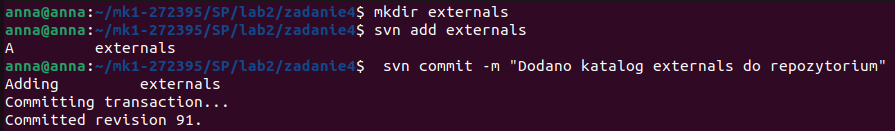 anna@anna:~/mk1-272395/SP/lab2/zadanie4$ mkdir externals
anna@anna:~/mk1-272395/SP/lab2/zadanie4$ svn add externals
A         externals
anna@anna:~/mk1-272395/SP/lab2/zadanie4$  svn commit -m "Dodano katalog externals do repozytorium"
Adding         externals
Committing transaction...
Committed revision 91.